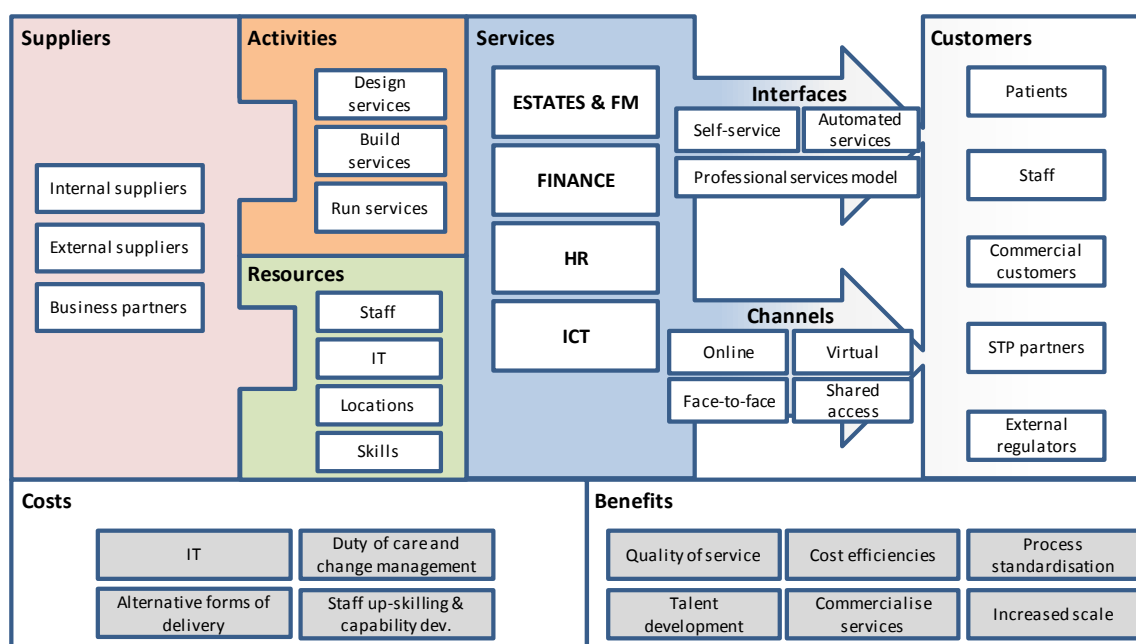 Suppliers
Internal suppliers
External suppliers
Business partners
Activities
Design
services
Build
services
Run services
Resources
Staff
IT
Locations
Skills
Services
ESTATES & FM
FINANCE
HR
ICT
Interfaces
Self-service
Automated
services
Professional services model
Channels
Online
Virtual
Face-to-face
Shared
access
Customers
Patients
Staff
Commercial
customers
STP partners
External
regulators
Costs
IT
Duty of care and
change management
Alternative forms of
delivery
Staff up-skilling &
capability dev.
Benefits
Quality of service
Cost efficiencies
Process
standardisation
Talent
development
Commercialise
services
Increased scale